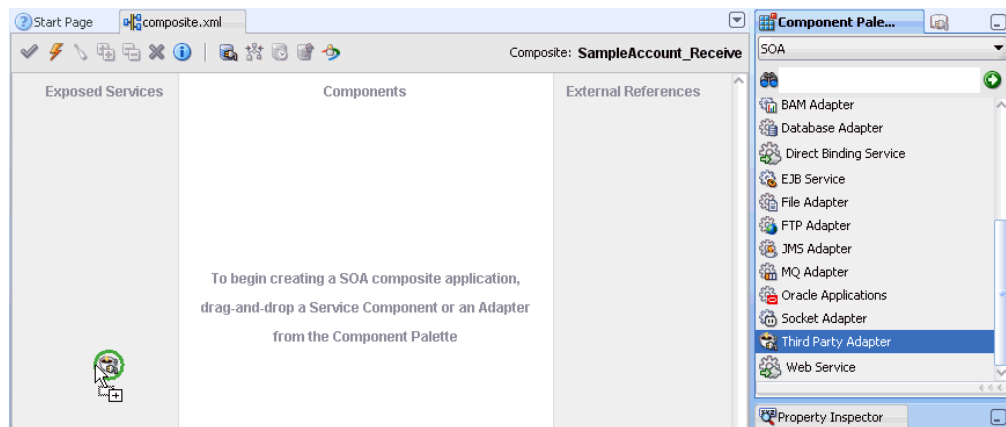 Start Page
composite.xml
Composite: SampleAccount_Receive
Exposed Services
Components
External References
To begin creating a SOA composite application,
drag-and-drop a Service Component or an Adapter
from the Component Palette
Component Pale...
SOA
BAM Adapter
Database Adapter
Direct Binding Service
EJB Service
File Adapter
FTP Adapter
JMS Adapter
MQ Adapter
Oracle Applications
Socket Adapter
Third Party Adapter
Web Service
Property Inspector